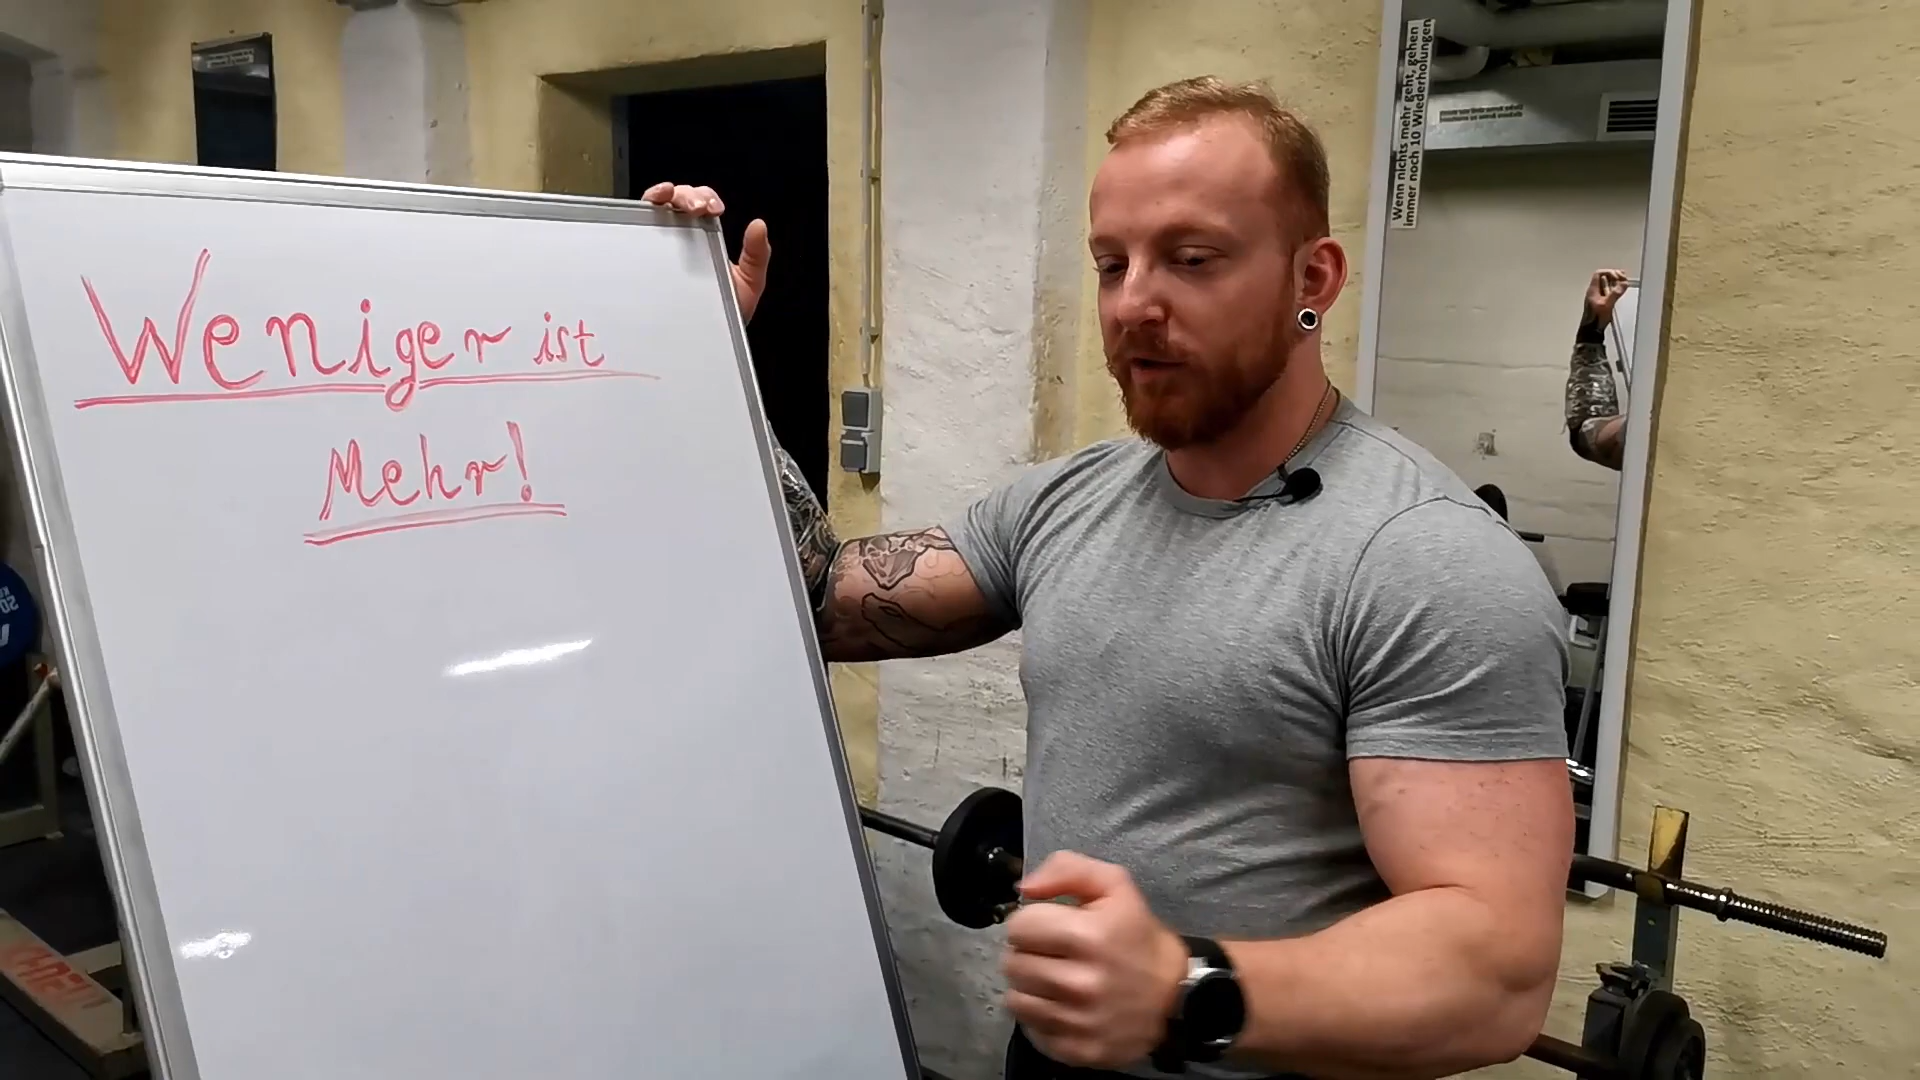 Weniger ist
Mehr!
Wenn nichts mehr geht, gehen
immer noch 10 Wiederholungen